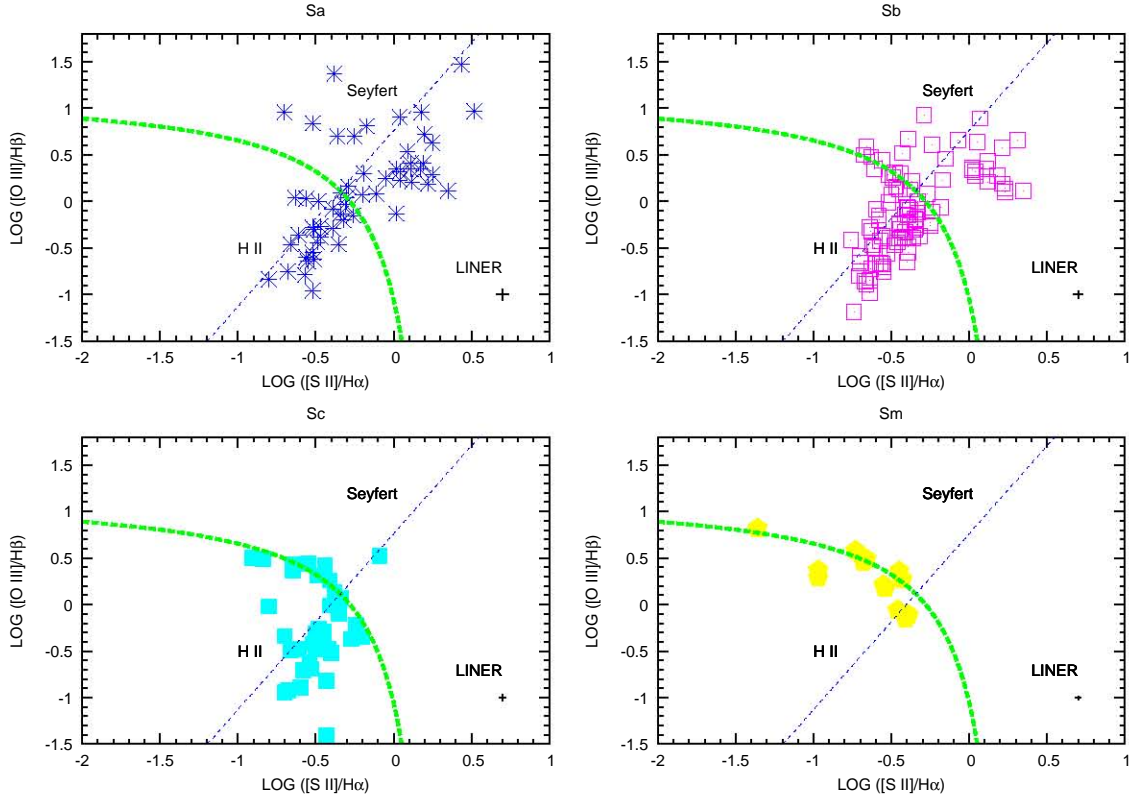 Sa
LOG ([O III]/Hβ)
1.5
1
0.5
0
-0.5
-1
-1.5
Seyfert
H II
LINER
-2 -1.5 -1 -0.5 0 0.5 1
LOG ([S II]/Hα)
Sb
LOG ([O III]/Hβ)
1.5
1
0.5
0
-0.5
-1
-1.5
Seyfert
H II
LINER
-2 -1.5 -1 -0.5 0 0.5 1
LOG ([S II]/Hα)
Sc
LOG ([O III]/Hβ)
1.5
1
0.5
0
-0.5
-1
-1.5
Seyfert
H II
LINER
-2 -1.5 -1 -0.5 0 0.5 1
LOG ([S II]/Hα)
Sm
LOG ([O III]/Hβ)
1.5
1
0.5
0
-0.5
-1
-1.5
Seyfert
H II
LINER
-2 -1.5 -1 -0.5 0 0.5 1
LOG ([S II]/Hα)